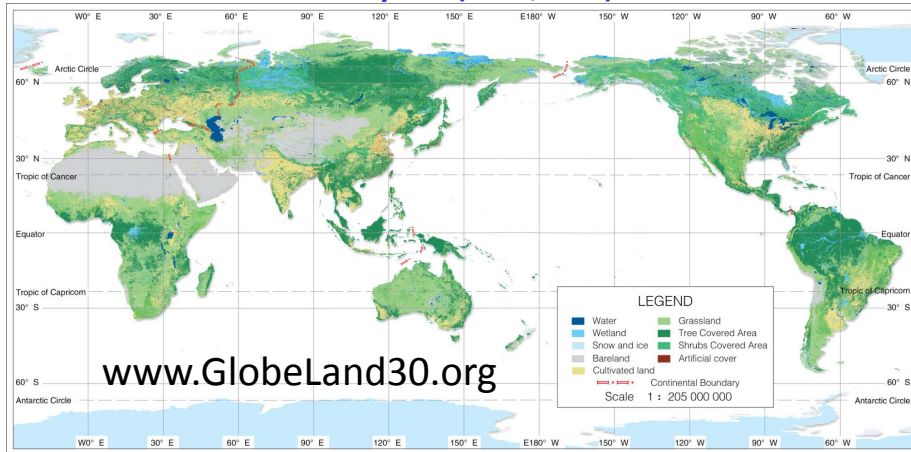 W0° E 30° E 60° E 90° E 120° E 150° E E180° W 150° W 120° W 90° W 60° W
Arctic Circle
Arctic Circle
60° N
60° N
30° N
30° N
Tropic of Cancer
Tropic of Cancer
Equator
Equator
Tropic of Capricorn
Tropic of Capricorn
30° S
30° S
LEGEND
Water
Grassland
Wetland
Tree Covered Area
Snow and ice
Shrubs Covered Area
Bareland
Artificial cover
Cultivated land
Continental Boundary
Scale 1 : 205 000 000
www.GlobeLand30.org
60° S
60° S
Antarctic Circle
Antarctic Circle
W0° E 30° E 60° E 90° E 120° E 150° E E180° W 150° W 120° W 90° W 60° W